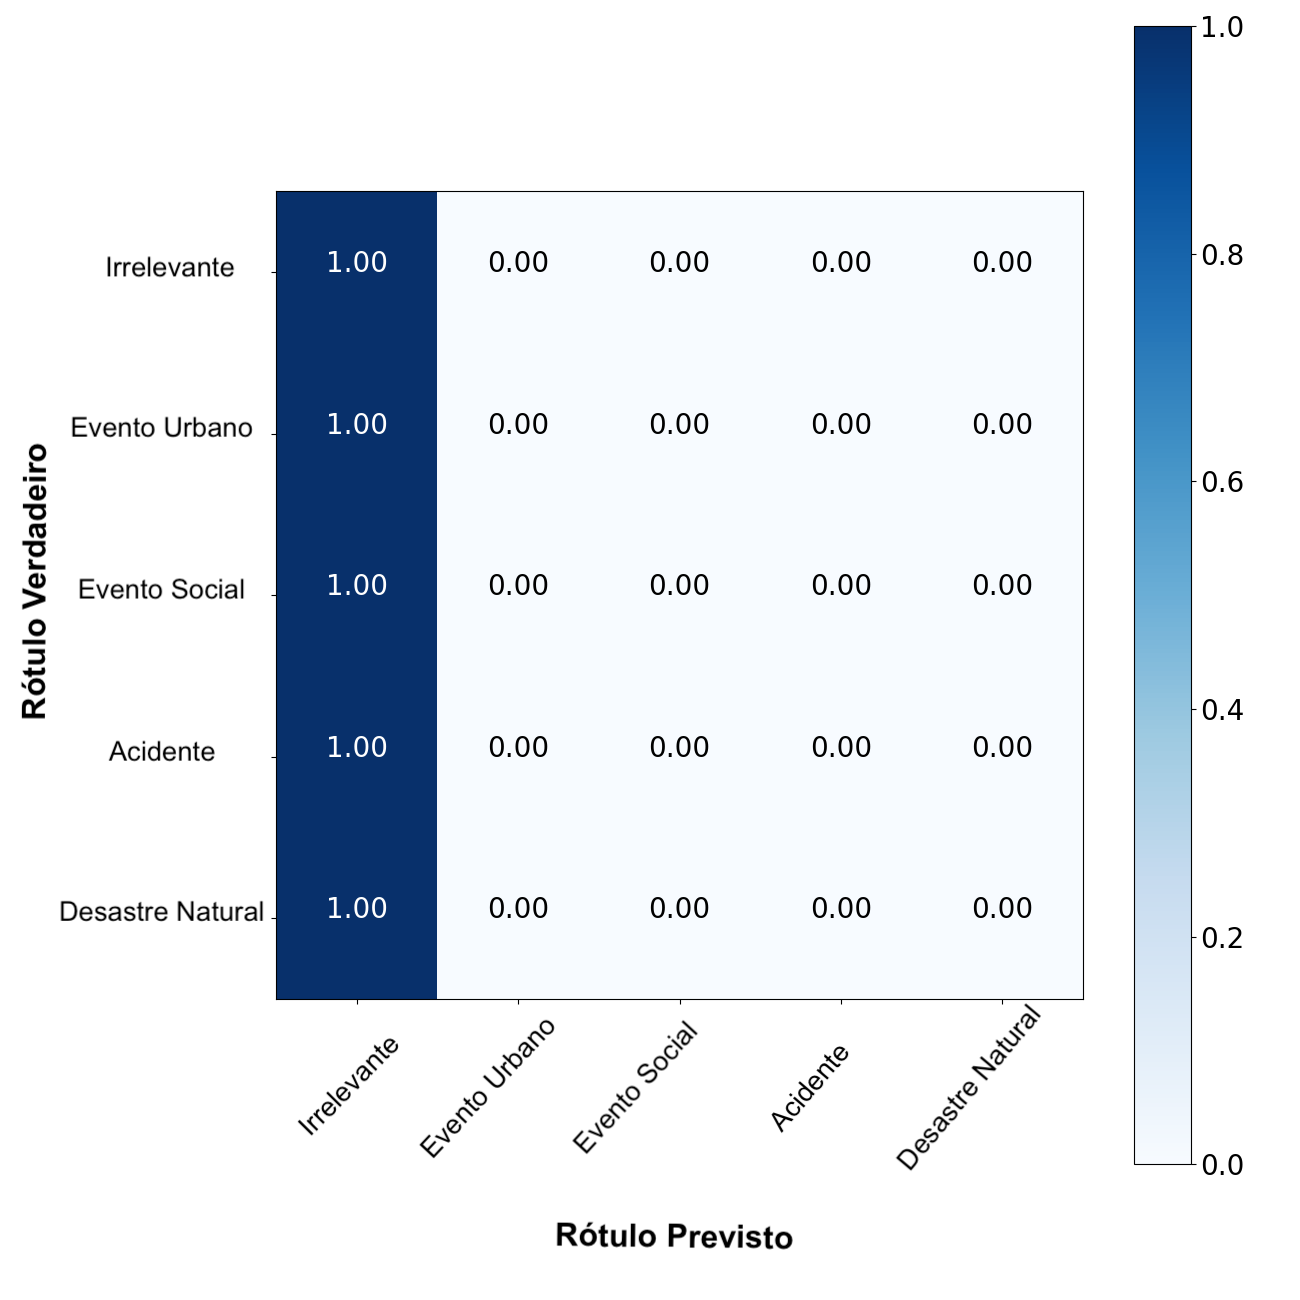 1.0
0.8
0.6
0.4
0.2
0.0
Rótulo Verdadeiro
Irrelevante 1.00 0.00 0.00 0.00 0.00
Evento Urbano 1.00 0.00 0.00 0.00 0.00
Evento Social 1.00 0.00 0.00 0.00 0.00
Acidente 1.00 0.00 0.00 0.00 0.00
Desastre Natural 1.00 0.00 0.00 0.00 0.00
Irrelevante
Evento Urbano
Evento Social
Acidente
Desastre Natural
Rótulo Previsto